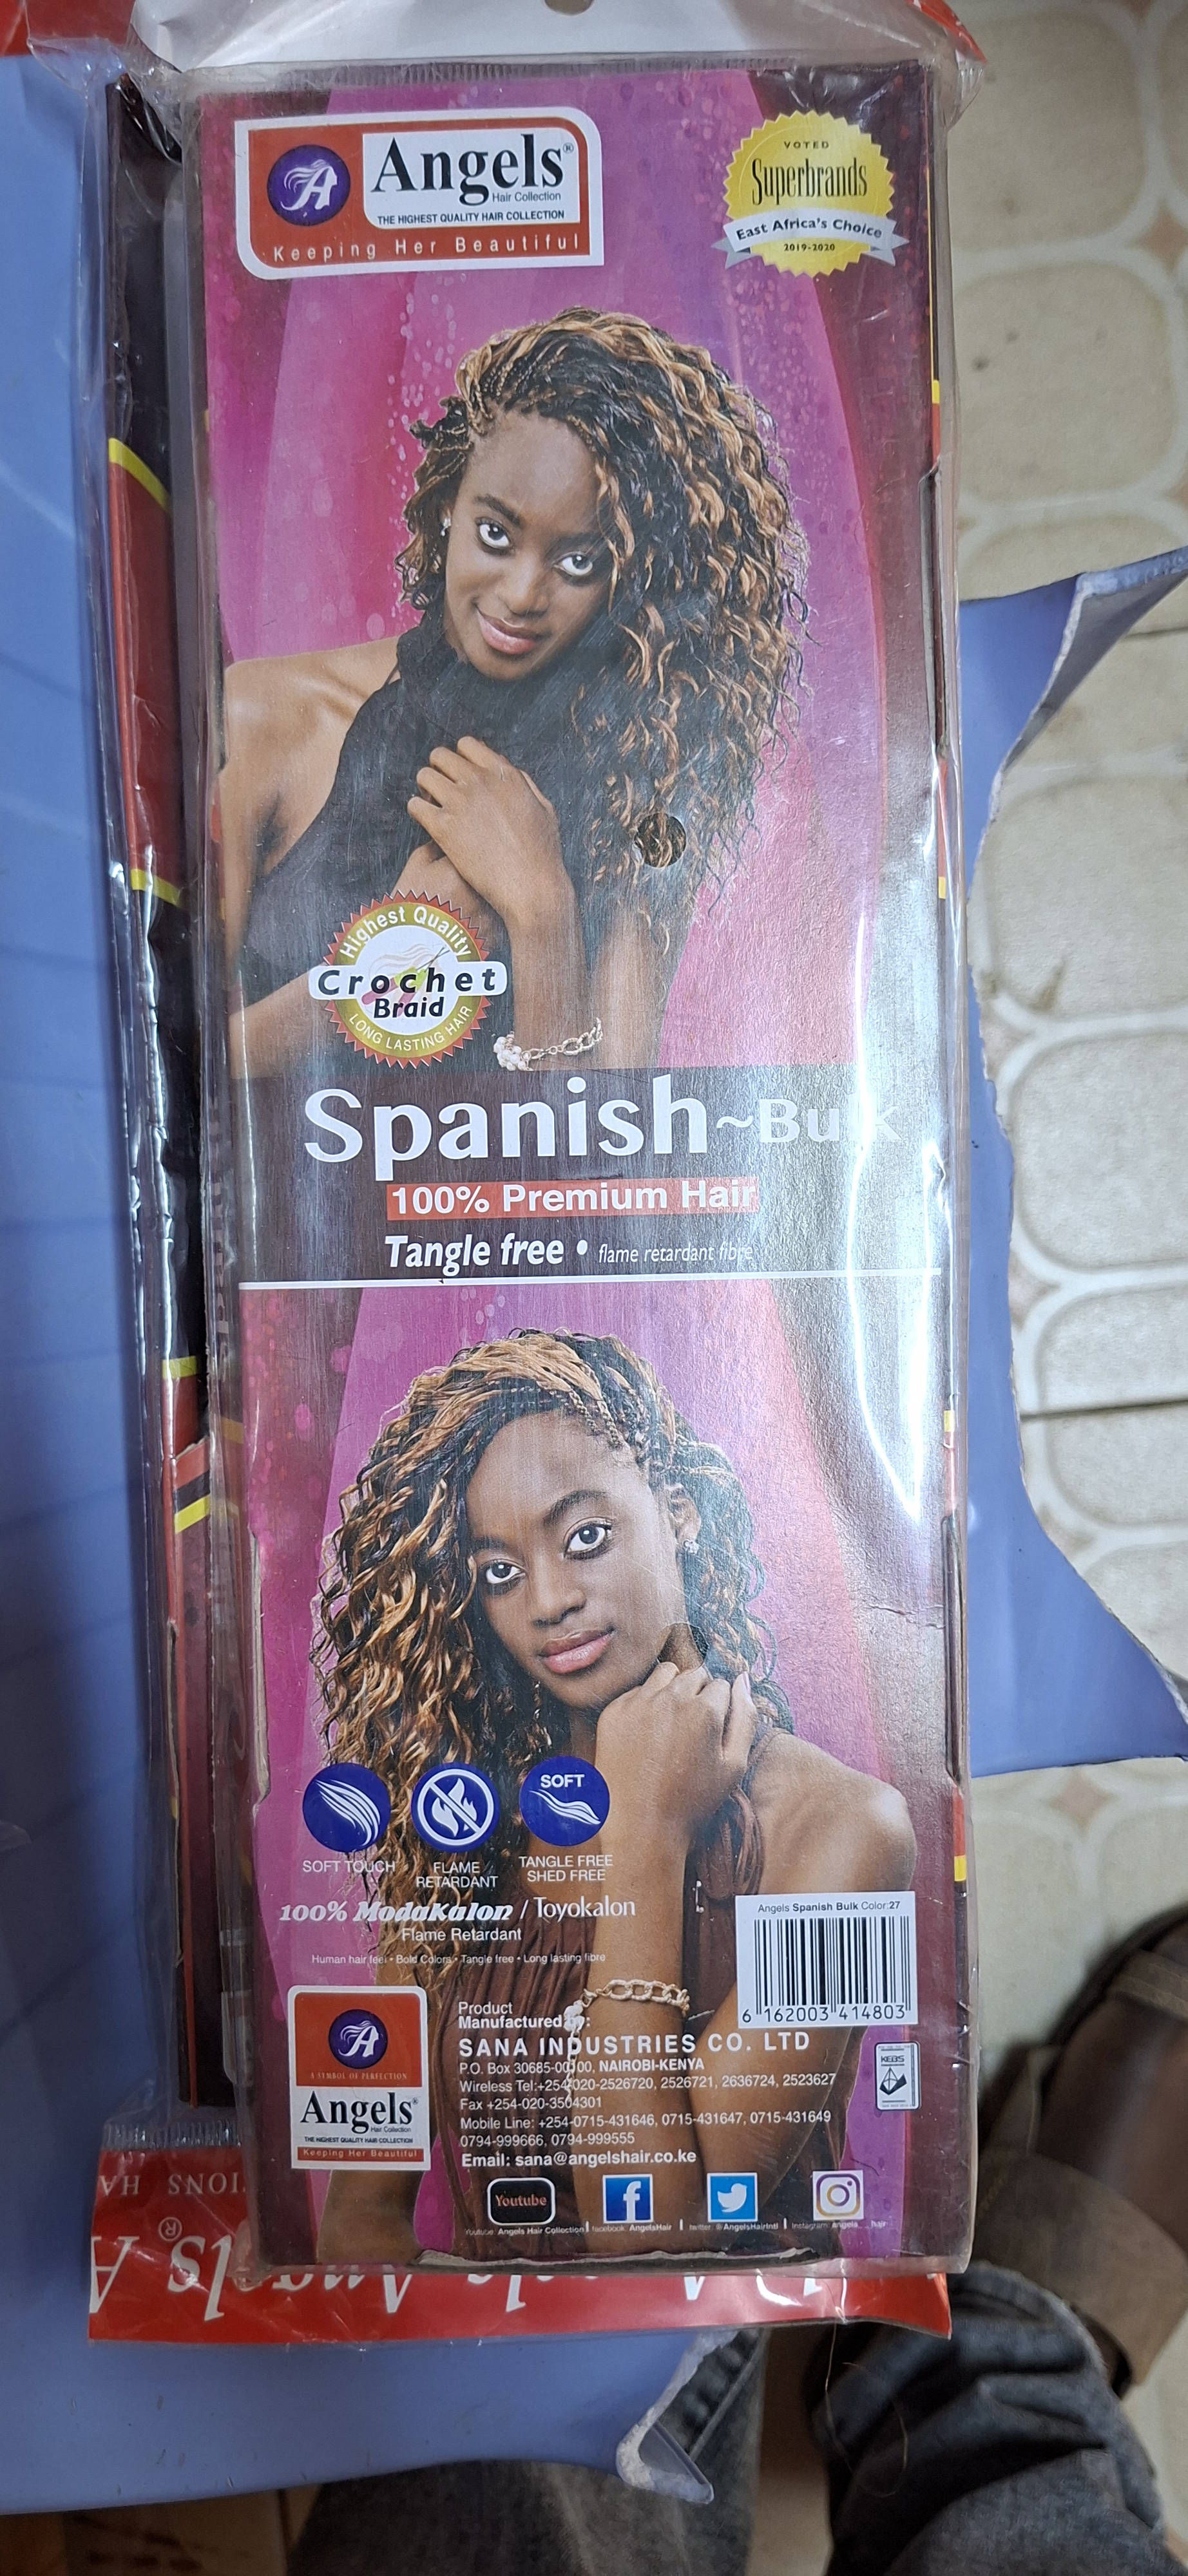 Angels®
Hair Collection
THE HIGHEST QUALITY HAIR COLLECTION
Keeping Her Beautiful
VOTED
Superbrands
East Africa's Choice
2019-2020
Highest Quality
Crochet
Braid
LONG LASTING HAIR
Spanish~Bulk
100% Premium Hair
Tangle free • flame retardant fibre
SOFT
SOFT TOUCH
FLAME
RETARDANT
TANGLE FREE
SHED FREE
100% ModaKalon / Toyokalon
Flame Retardant
Human hair feel • Bold Colors • Tangle free • Long lasting fibre
Angels Spanish Bulk Color:27
6 162003 414803
KEBS
A SYMBOL OF PERFECTION
Angels®
Hair Collection
THE HIGHEST QUALITY HAIR COLLECTION
Keeping Her Beautiful
Product
Manufactured by:
SANA INDUSTRIES CO. LTD
P.O. Box 30685-00100, NAIROBI-KENYA
Wireless Tel:+254-020-2526720, 2526721, 2636724, 2523627
Fax +254-020-3504301
Mobile Line: +254-0715-431646, 0715-431647, 0715-431649
0794-999666, 0794-999555
Email: sana@angelshair.co.ke
Youtube
Youtube: Angels Hair Collection | facebook: AngelsHair | twitter: @AngelsHairIntl | Instagram: angels__hair
Angels